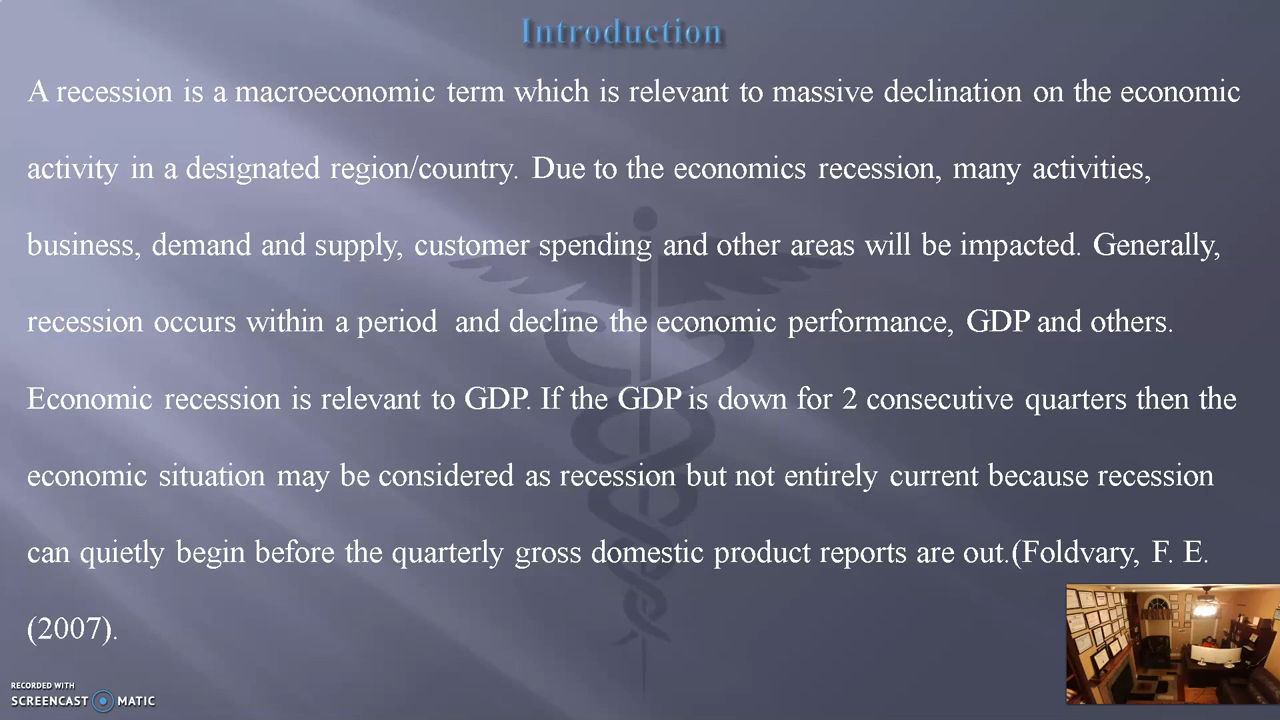 Introduction
A recession is a macroeconomic term which is relevant to massive declination on the economic
activity in a designated region/country. Due to the economics recession, many activities,
business, demand and supply, customer spending and other areas will be impacted. Generally,
recession occurs within a period and decline the economic performance, GDP and others.
Economic recession is relevant to GDP. If the GDP is down for 2 consecutive quarters then the
economic situation may be considered as recession but not entirely current because recession
can quietly begin before the quarterly gross domestic product reports are out.(Foldvary, F. E.
(2007).
RECORDED WITH
SCREENCAST MATIC